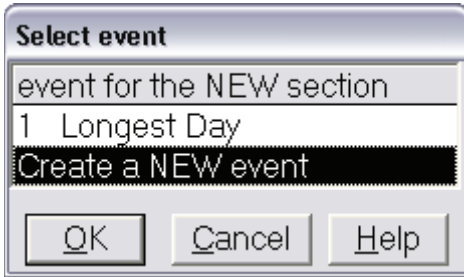 Select event
event for the NEW section
1 Longest Day
Create a NEW event
OK Cancel Help